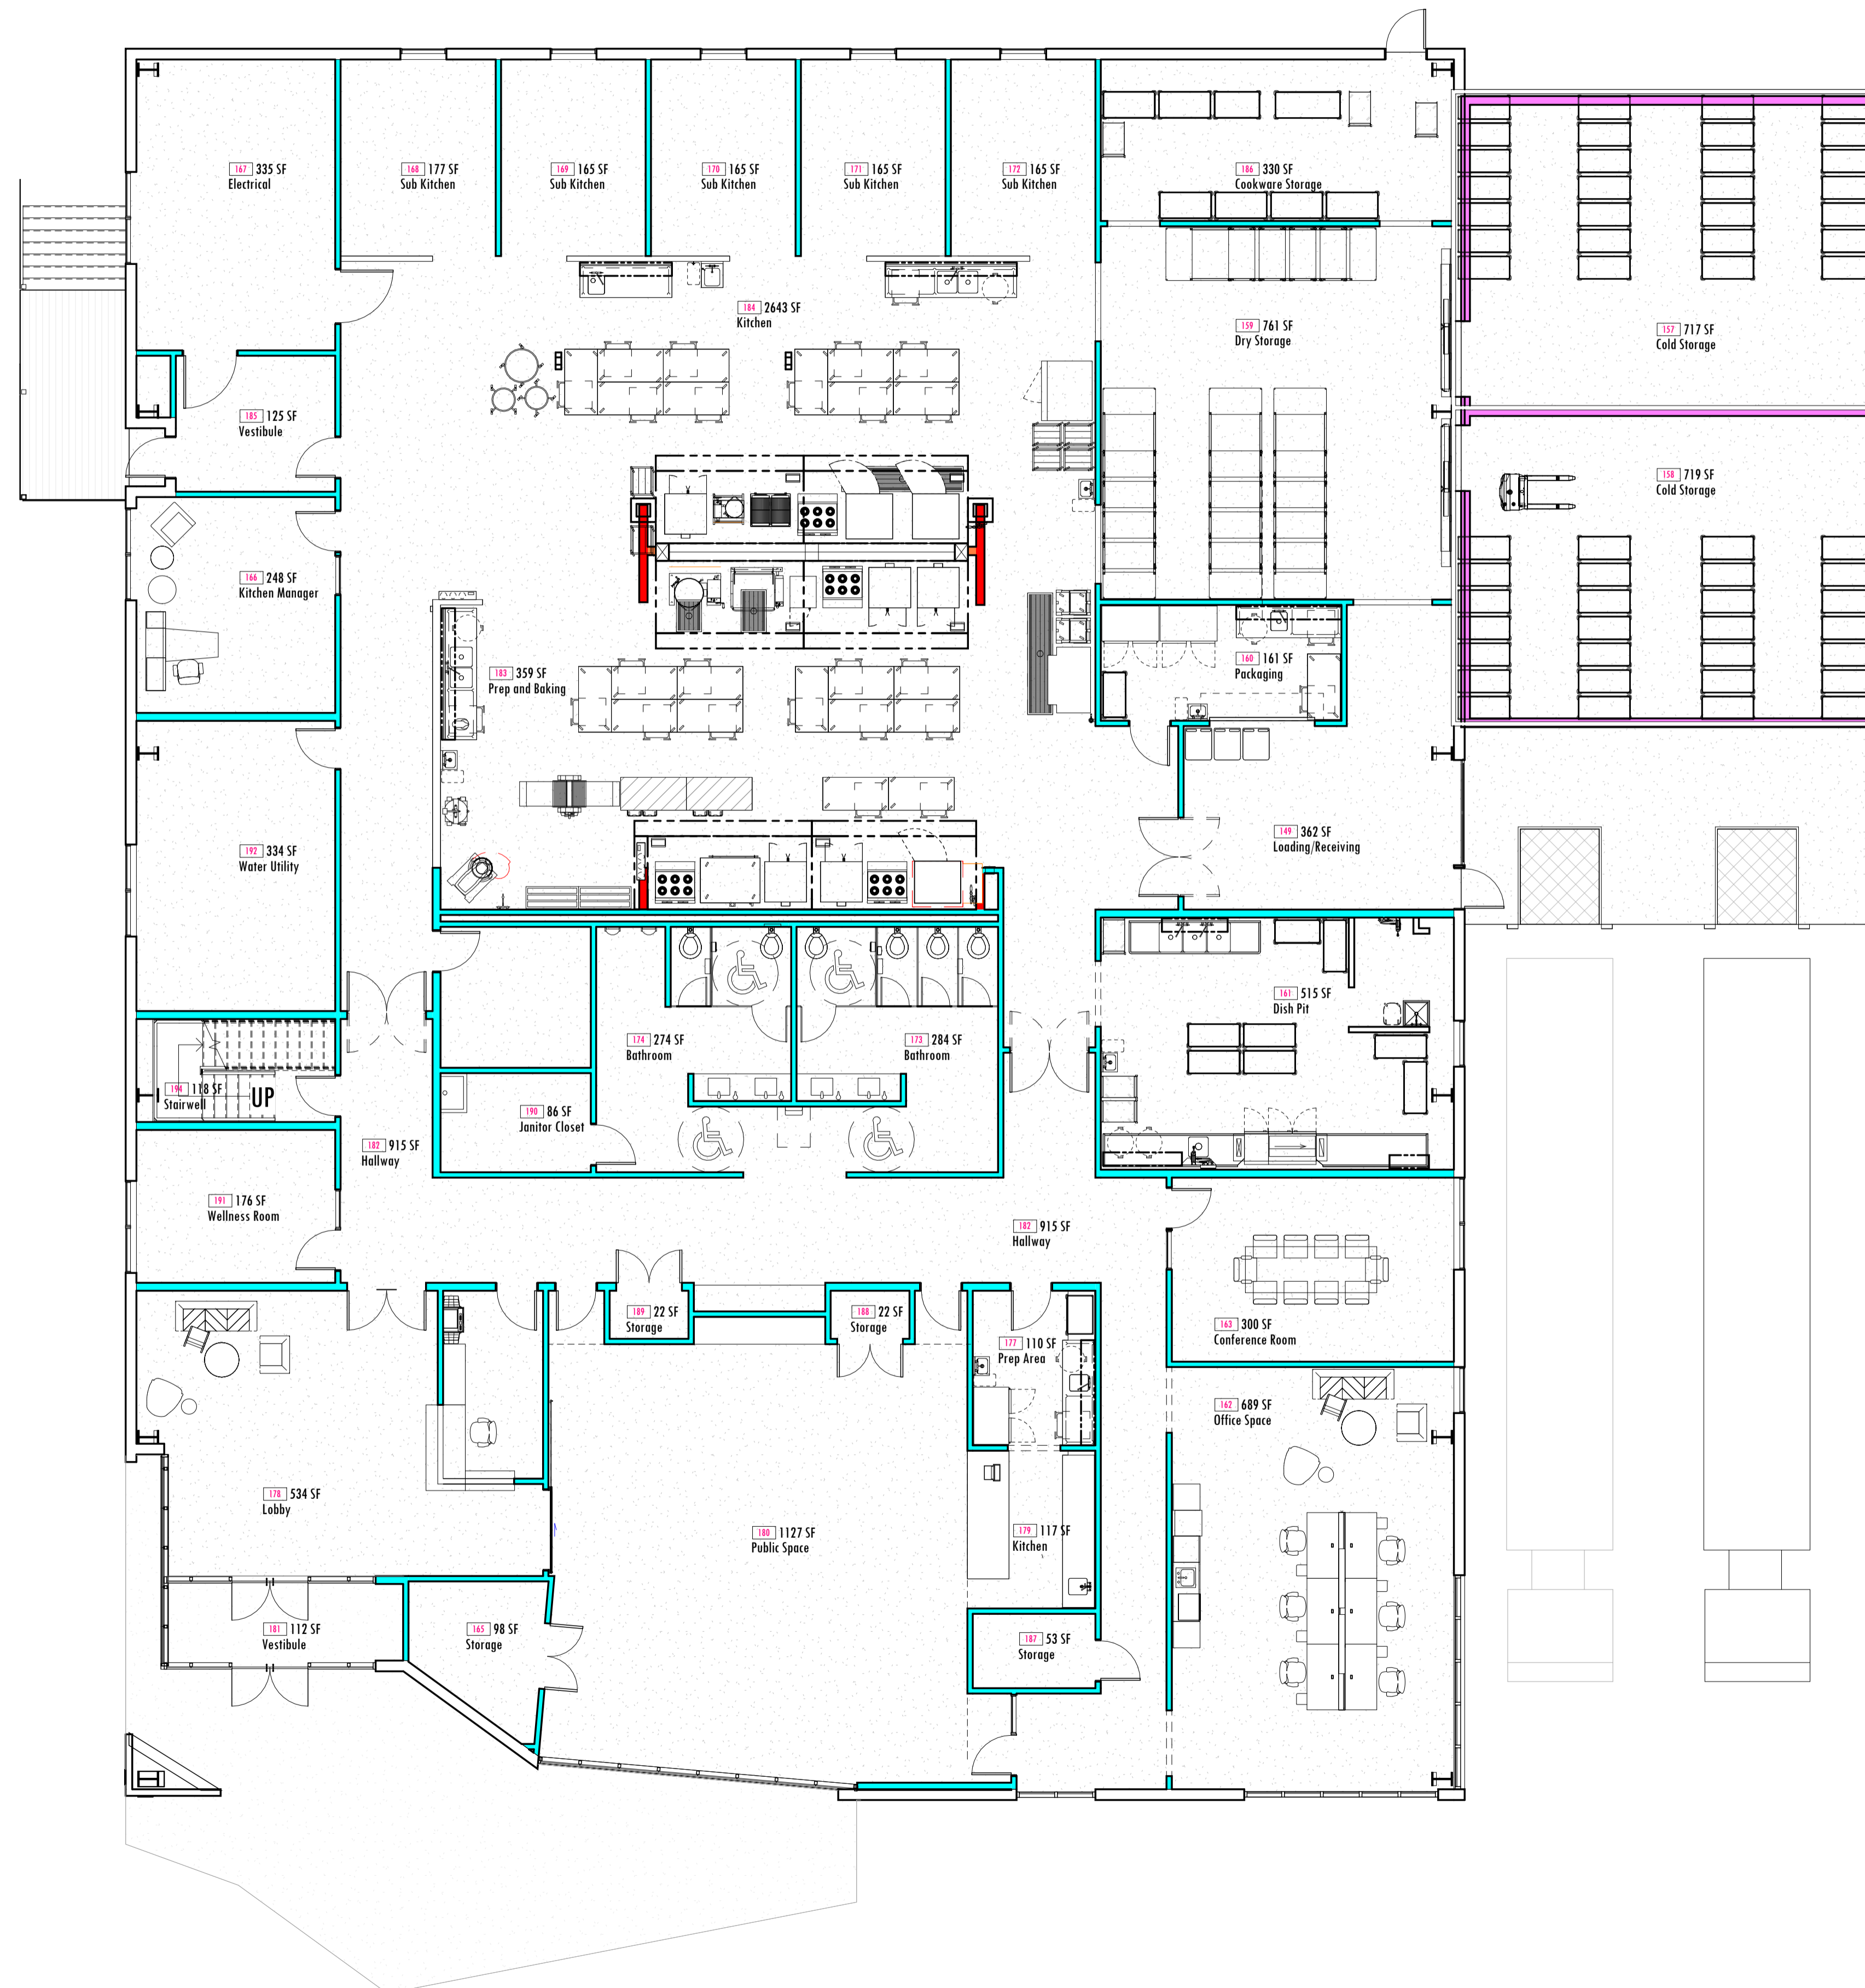 167 335 SF
Electrical
168 177 SF
Sub Kitchen
169 165 SF
Sub Kitchen
170 165 SF
Sub Kitchen
171 165 SF
Sub Kitchen
172 165 SF
Sub Kitchen
186 330 SF
Cookware Storage
184 2643 SF
Kitchen
159 761 SF
Dry Storage
157 717 SF
Cold Storage
185 125 SF
Vestibule
158 719 SF
Cold Storage
166 248 SF
Kitchen Manager
183 359 SF
Prep and Baking
160 161 SF
Packaging
192 334 SF
Water Utility
149 362 SF
Loading/Receiving
161 515 SF
Dish Pit
174 274 SF
Bathroom
173 284 SF
Bathroom
194 118 SF
Stairwell
UP
190 86 SF
Janitor Closet
182 915 SF
Hallway
191 176 SF
Wellness Room
182 915 SF
Hallway
189 22 SF
Storage
188 22 SF
Storage
177 110 SF
Prep Area
163 300 SF
Conference Room
162 689 SF
Office Space
178 534 SF
Lobby
180 1127 SF
Public Space
179 117 SF
Kitchen
181 112 SF
Vestibule
165 98 SF
Storage
187 53 SF
Storage